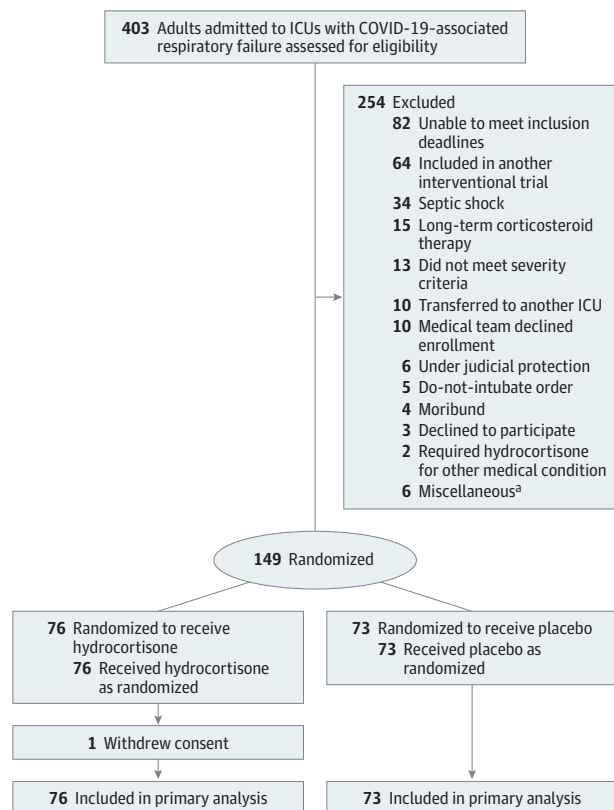 403 Adults admitted to ICUs with COVID-19–associated
respiratory failure assessed for eligibility
254 Excluded
82 Unable to meet inclusion
deadlines
64 Included in another
interventional trial
34 Septic shock
15 Long-term corticosteroid
therapy
13 Did not meet severity
criteria
10 Transferred to another ICU
10 Medical team declined
enrollment
6 Under judicial protection
5 Do-not-intubate order
4 Moribund
3 Declined to participate
2 Required hydrocortisone
for other medical condition
6 Miscellaneousᵃ
149 Randomized
76 Randomized to receive
hydrocortisone
76 Received hydrocortisone
as randomized
1 Withdrew consent
76 Included in primary analysis
73 Randomized to receive placebo
73 Received placebo as
randomized
73 Included in primary analysis